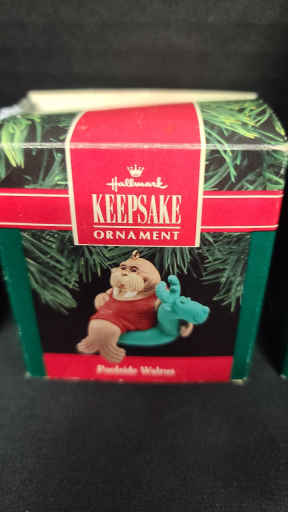 Hallmark
KEEPSAKE
ORNAMENT
Poolside Walrus